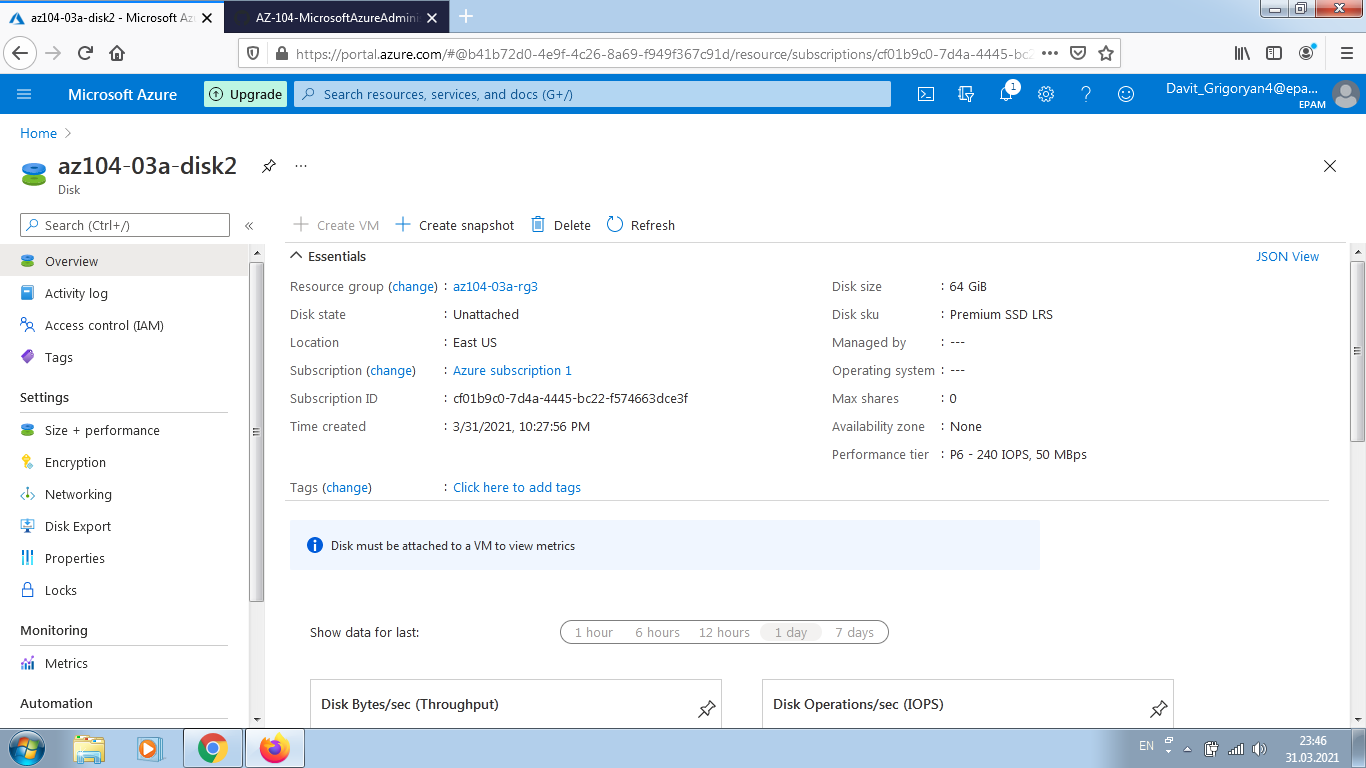 az104-03a-disk2 - Microsoft Az
AZ-104-MicrosoftAzureAdmini
https://portal.azure.com/#@b41b72d0-4e9f-4c26-8a69-f949f367c91d/resource/subscriptions/cf01b9c0-7d4a-4445-bc2
Microsoft Azure
Upgrade
Search resources, services, and docs (G+/)
1
Davit_Grigoryan4@epa...
EPAM
Home
az104-03a-disk2
Disk
Search (Ctrl+/)
Create VM
Create snapshot
Delete
Refresh
Overview
Activity log
Access control (IAM)
Tags
Settings
Size + performance
Encryption
Networking
Disk Export
Properties
Locks
Monitoring
Metrics
Automation
Essentials
JSON View
Resource group (change) : az104-03a-rg3
Disk state : Unattached
Location : East US
Subscription (change) : Azure subscription 1
Subscription ID : cf01b9c0-7d4a-4445-bc22-f574663dce3f
Time created : 3/31/2021, 10:27:56 PM
Disk size : 64 GiB
Disk sku : Premium SSD LRS
Managed by : ---
Operating system : ---
Max shares : 0
Availability zone : None
Performance tier : P6 - 240 IOPS, 50 MBps
Tags (change) : Click here to add tags
Disk must be attached to a VM to view metrics
Show data for last:
1 hour
6 hours
12 hours
1 day
7 days
Disk Bytes/sec (Throughput)
Disk Operations/sec (IOPS)
EN
23:46
31.03.2021